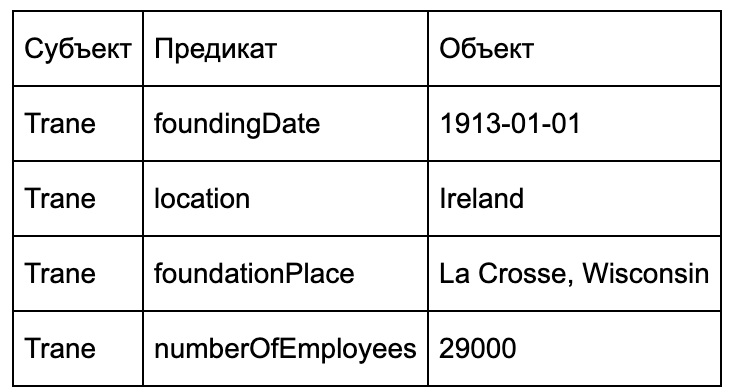 Субъект Предикат Объект
Trane foundingDate 1913-01-01
Trane location Ireland
Trane foundationPlace La Crosse, Wisconsin
Trane numberOfEmployees 29000